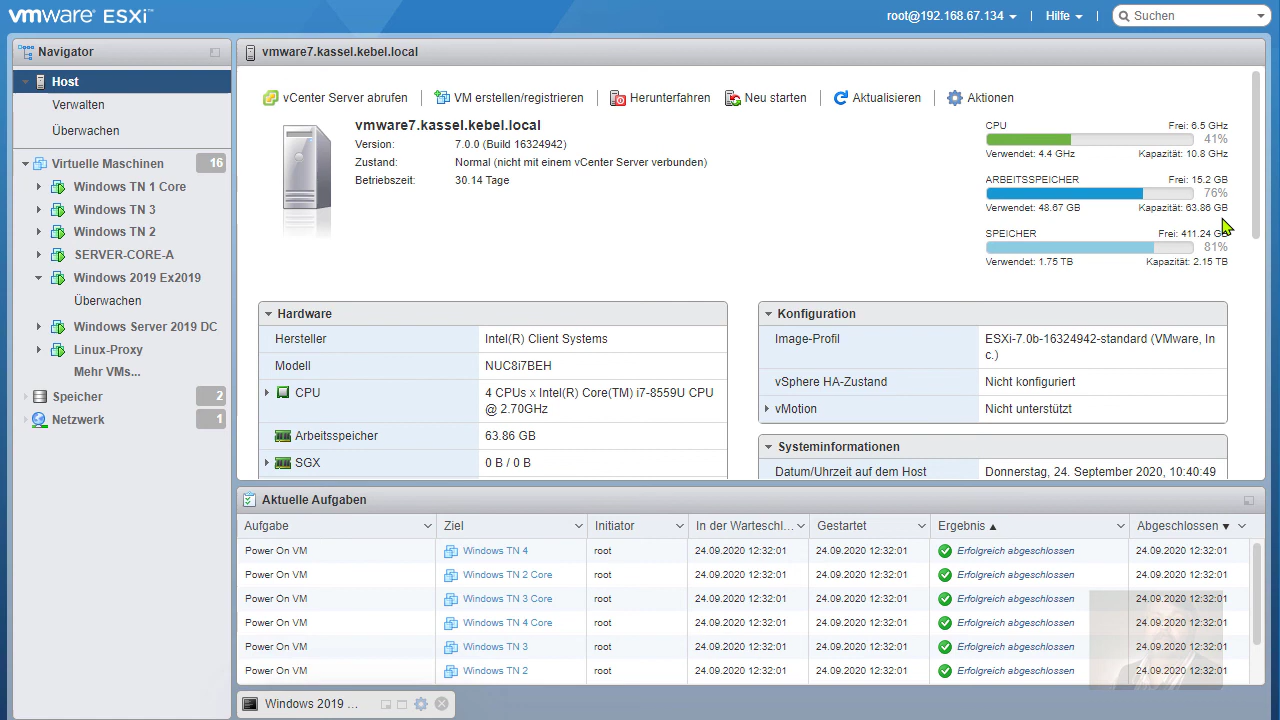 vmware ESXi™
root@192.168.67.134 | Hilfe | Suchen
Navigator
Host
Verwalten
Überwachen
Virtuelle Maschinen 16
Windows TN 1 Core
Windows TN 3
Windows TN 2
SERVER-CORE-A
Windows 2019 Ex2019
Überwachen
Windows Server 2019 DC
Linux-Proxy
Mehr VMs...
Speicher 2
Netzwerk 1
vmware7.kassel.kebel.local
vCenter Server abrufen | VM erstellen/registrieren | Herunterfahren Neu starten | Aktualisieren | Aktionen
vmware7.kassel.kebel.local
Version: 7.0.0 (Build 16324942)
Zustand: Normal (nicht mit einem vCenter Server verbunden)
Betriebszeit: 30.14 Tage
CPU Frei: 6.5 GHz
41%
Verwendet: 4.4 GHz Kapazität: 10.8 GHz
ARBEITSSPEICHER Frei: 15.2 GB
76%
Verwendet: 48.67 GB Kapazität: 63.86 GB
SPEICHER Frei: 411.24 GB
81%
Verwendet: 1.75 TB Kapazität: 2.15 TB
Hardware
Hersteller Intel(R) Client Systems
Modell NUC8i7BEH
CPU 4 CPUs x Intel(R) Core(TM) i7-8559U CPU
@ 2.70GHz
Arbeitsspeicher 63.86 GB
SGX 0 B / 0 B
Konfiguration
Image-Profil ESXi-7.0b-16324942-standard (VMware, In
c.)
vSphere HA-Zustand Nicht konfiguriert
vMotion Nicht unterstützt
Systeminformationen
Datum/Uhrzeit auf dem Host Donnerstag, 24. September 2020, 10:40:49
Aktuelle Aufgaben
Aufgabe Ziel Initiator In der Warteschl... Gestartet Ergebnis ▲ Abgeschlossen ▼
Power On VM Windows TN 4 root 24.09.2020 12:32:01 24.09.2020 12:32:01 Erfolgreich abgeschlossen 24.09.2020 12:32:01
Power On VM Windows TN 2 Core root 24.09.2020 12:32:01 24.09.2020 12:32:01 Erfolgreich abgeschlossen 24.09.2020 12:32:01
Power On VM Windows TN 3 Core root 24.09.2020 12:32:01 24.09.2020 12:32:01 Erfolgreich abgeschlossen 24.09.2020 12:32:01
Power On VM Windows TN 4 Core root 24.09.2020 12:32:01 24.09.2020 12:32:01 Erfolgreich abgeschlossen 24.09.2020 12:32:01
Power On VM Windows TN 3 root 24.09.2020 12:32:01 24.09.2020 12:32:01 Erfolgreich abgeschlossen 24.09.2020 12:32:01
Power On VM Windows TN 2 root 24.09.2020 12:32:01 24.09.2020 12:32:01 Erfolgreich abgeschlossen 24.09.2020 12:32:01
Windows 2019 ...